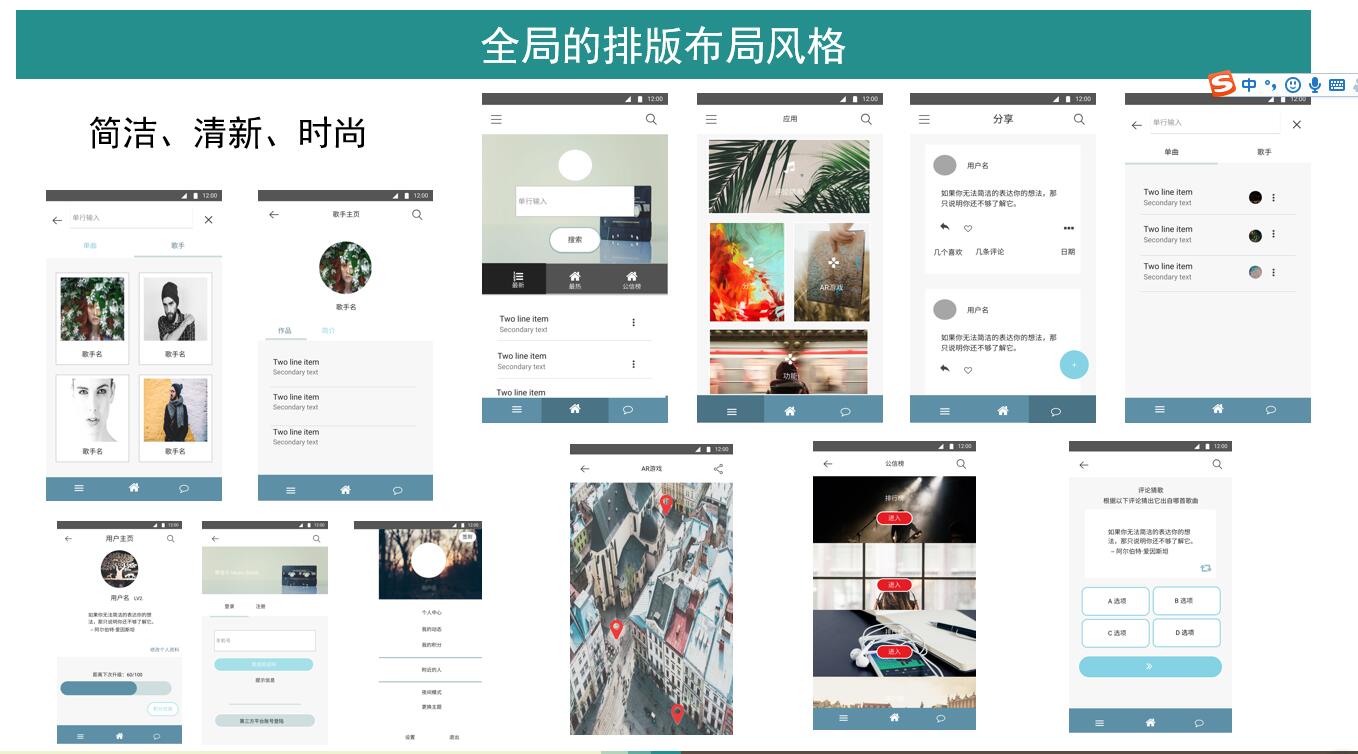 全局的排版布局风格
中
简洁、清新、时尚
12:00
单行输入
单曲
歌手
歌手名
歌手名
歌手名
歌手名
12:00
歌手主页
歌手名
作品
简介
Two line item
Secondary text
Two line item
Secondary text
Two line item
Secondary text
12:00
单行输入
搜索
最新
最热
公信榜
Two line item
Secondary text
Two line item
Secondary text
Two line item
12:00
应用
AR游戏
功能
12:00
分享
用户名
如果你无法简洁的表达你的想法，那
只说明你还不够了解它。
几个喜欢
几条评论
日期
用户名
如果你无法简洁的表达你的想法，那
只说明你还不够了解它。
+
12:00
单行输入
单曲
歌手
Two line item
Secondary text
Two line item
Secondary text
Two line item
Secondary text
12:00
用户主页
用户名 LV2.
如果你无法简洁的表达你的想
法，那只说明你还不够了解它。
– 阿尔伯特·爱因斯坦
修改个人资料
距离下次升级：60/100
12:00
登录
注册
手机号
提示信息
第三方平台账号登陆
12:00
签到
个人中心
我的动态
我的积分
附近的人
夜间模式
更换主题
设置
退出
12:00
AR游戏
12:00
公信榜
排行榜
进入
进入
进入
12:00
评论猜歌
根据以下评论猜出它出自哪首歌曲
如果你无法简洁的表达你的想
法，那只说明你还不够了解它。
– 阿尔伯特·爱因斯坦
A 选项
B 选项
C 选项
D 选项